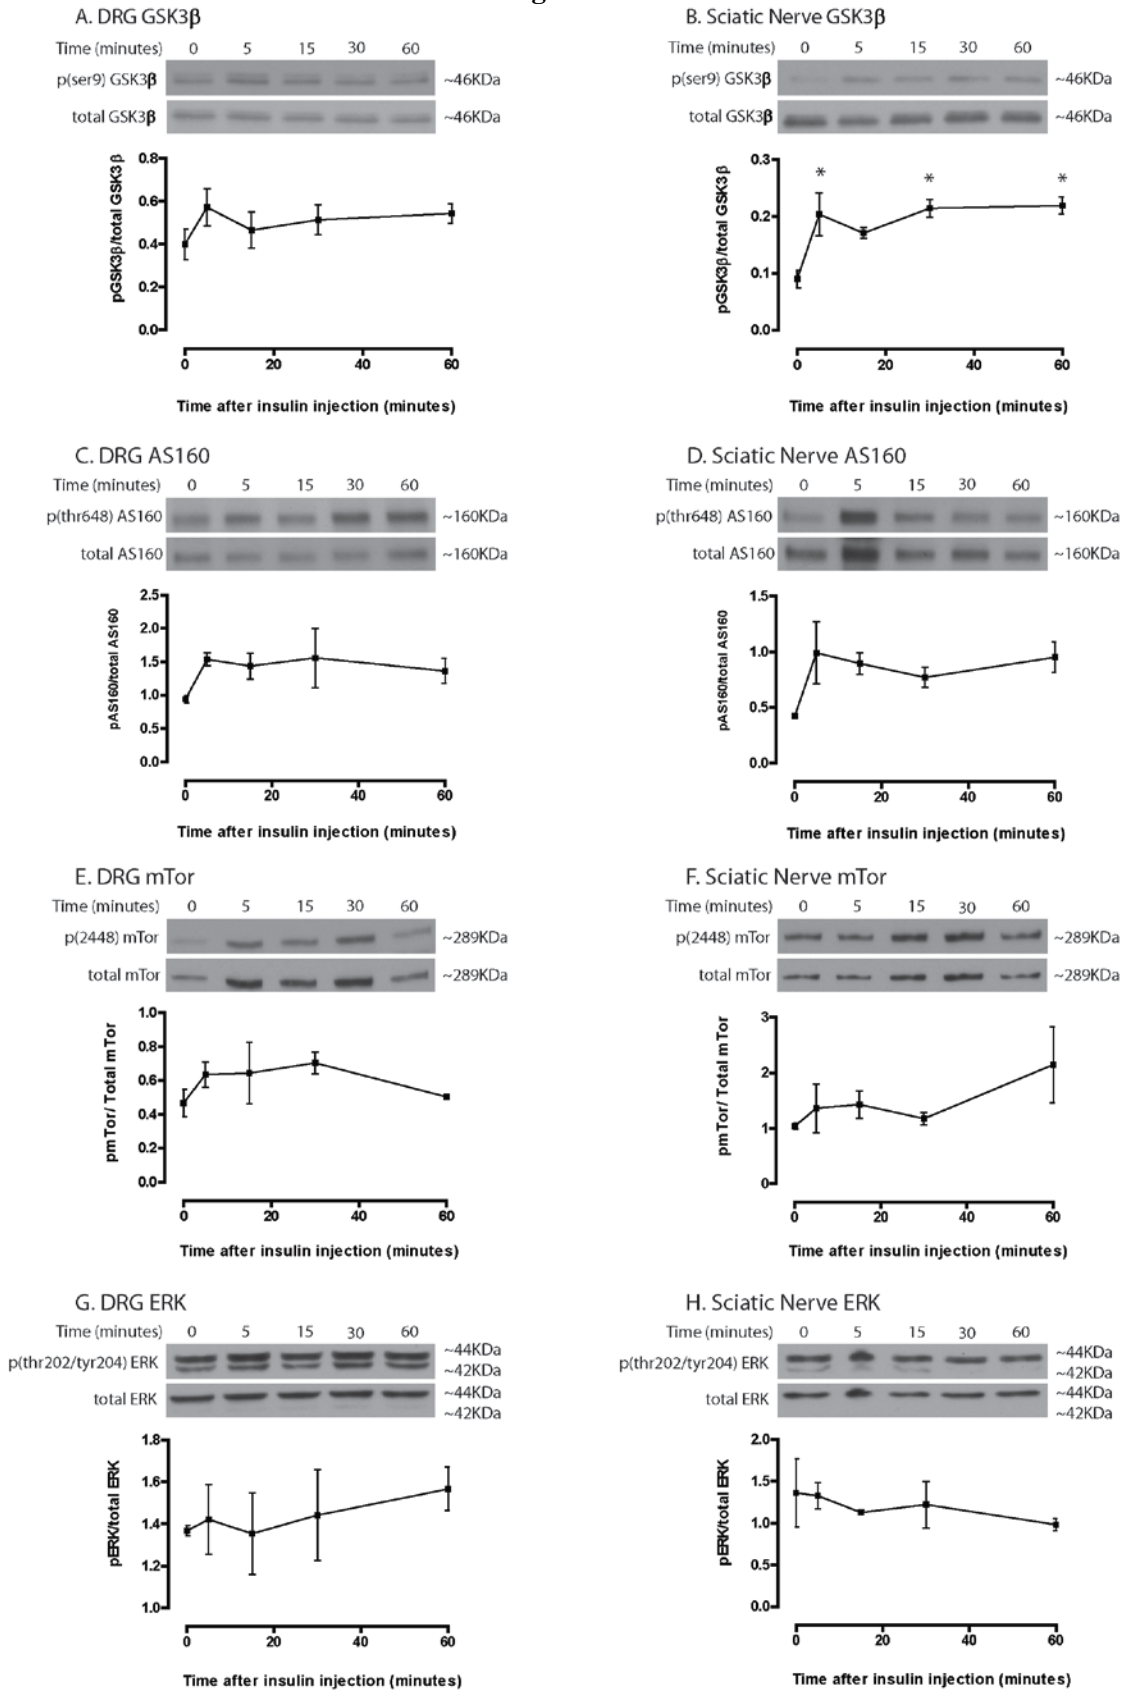 A. DRG GSK3β
Time (minutes) 0 5 15 30 60
p(ser9) GSK3β ~46KDa
total GSK3β ~46KDa
pGSK3β/total GSK3β
0.8
0.6
0.4
0.2
0.0
0 20 40 60
Time after insulin injection (minutes)
B. Sciatic Nerve GSK3β
Time (minutes) 0 5 15 30 60
p(ser9) GSK3β ~46KDa
total GSK3β ~46KDa
pGSK3β/total GSK3β
0.3
0.2
0.1
0.0
* * *
0 20 40 60
Time after insulin injection (minutes)
C. DRG AS160
Time (minutes) 0 5 15 30 60
p(thr648) AS160 ~160KDa
total AS160 ~160KDa
pAS160/total AS160
2.5
2.0
1.5
1.0
0.5
0.0
0 20 40 60
Time after insulin injection (minutes)
D. Sciatic Nerve AS160
Time (minutes) 0 5 15 30 60
p(thr648) AS160 ~160KDa
total AS160 ~160KDa
pAS160/total AS160
1.5
1.0
0.5
0.0
0 20 40 60
Time after insulin injection (minutes)
E. DRG mTor
Time (minutes) 0 5 15 30 60
p(2448) mTor ~289KDa
total mTor ~289KDa
pmTor/ Total mTor
1.0
0.8
0.6
0.4
0.2
0.0
0 20 40 60
Time after insulin injection (minutes)
F. Sciatic Nerve mTor
Time (minutes) 0 5 15 30 60
p(2448) mTor ~289KDa
total mTor ~289KDa
pmTor/ Total mTor
3
2
1
0
0 20 40 60
Time after insulin injection (minutes)
G. DRG ERK
Time (minutes) 0 5 15 30 60
p(thr202/tyr204) ERK ~44KDa
~42KDa
total ERK ~44KDa
~42KDa
pERK/total ERK
1.8
1.6
1.4
1.2
1.0
0 20 40 60
Time after insulin injection (minutes)
H. Sciatic Nerve ERK
Time (minutes) 0 5 15 30 60
p(thr202/tyr204) ERK ~44KDa
~42KDa
total ERK ~44KDa
~42KDa
pERK/total ERK
2.0
1.5
1.0
0.5
0.0
0 20 40 60
Time after insulin injection (minutes)